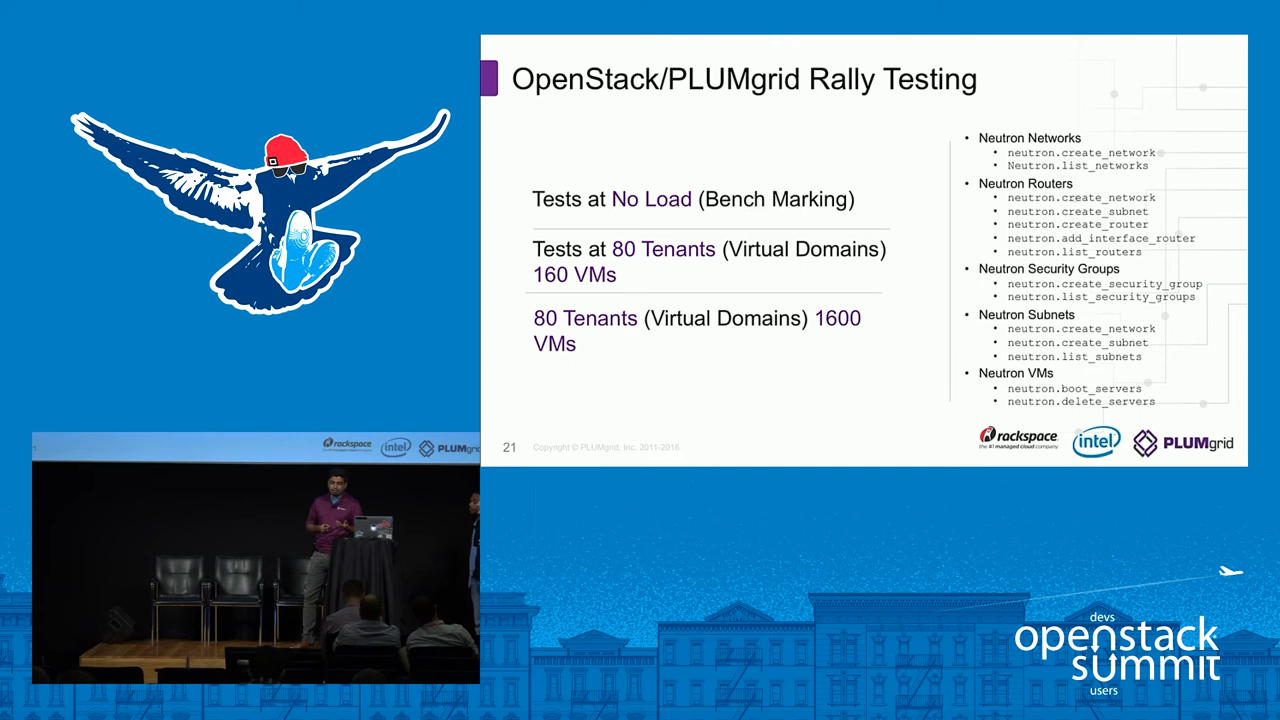 OpenStack/PLUMgrid Rally Testing
Tests at No Load (Bench Marking)
Tests at 80 Tenants (Virtual Domains)
160 VMs
80 Tenants (Virtual Domains) 1600
VMs
• Neutron Networks
• neutron.create_network
• Neutron.list_networks
• Neutron Routers
• neutron.create_network
• neutron.create_subnet
• neutron.create_router
• neutron.add_interface_router
• neutron.list_routers
• Neutron Security Groups
• neutron.create_security_group
• neutron.list_security_groups
• Neutron Subnets
• neutron.create_network
• neutron.create_subnet
• neutron.list_subnets
• Neutron VMs
• neutron.boot_servers
• neutron.delete_servers
21
Copyright © PLUMgrid, Inc. 2011-2016
rackspace.
the #1 managed cloud company
intel
PLUMgrid
rackspace
intel
PLUMgrid
devs
openstack
summit
users